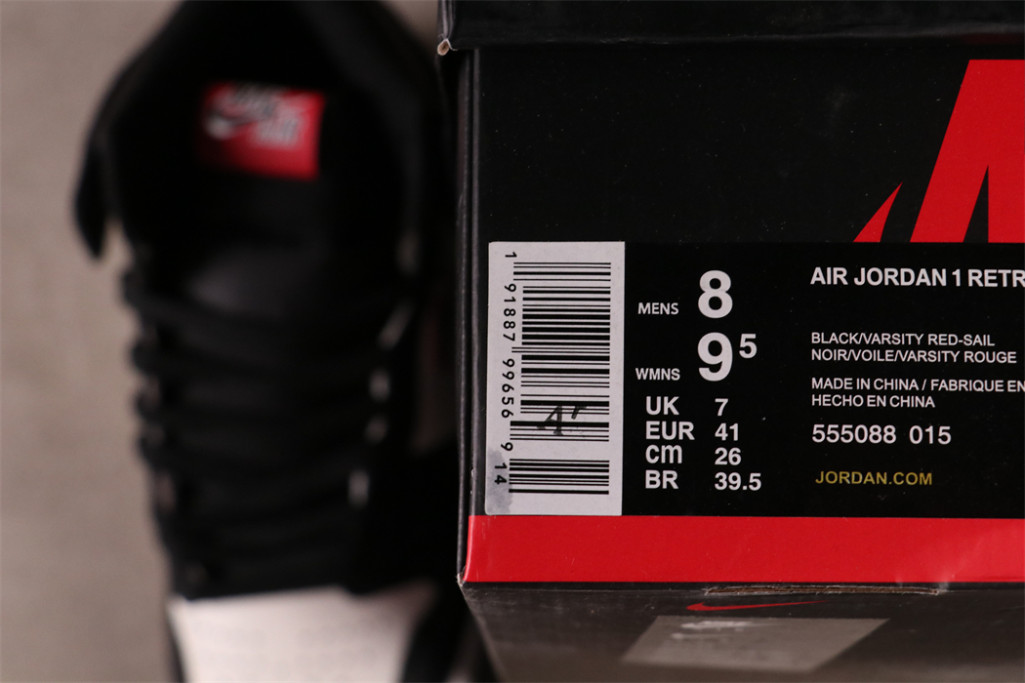 1 91887 99656 9 14
MENS 8
WMNS 9 5
UK 7
EUR 41
cm 26
BR 39.5
AIR JORDAN 1 RETR
BLACK/VARSITY RED-SAIL
NOIR/VOILE/VARSITY ROUGE
MADE IN CHINA / FABRIQUE EN
HECHO EN CHINA
555088 015
JORDAN.COM